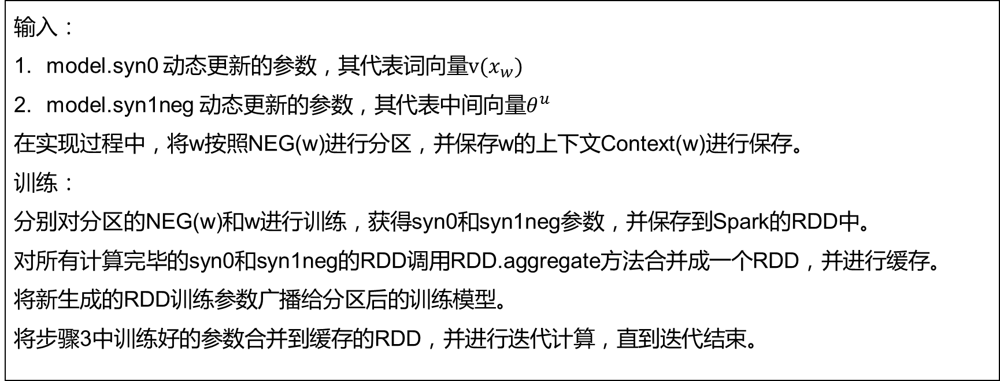 输入：
1. model.syn0 动态更新的参数，其代表词向量v(x_w)
2. model.syn1neg 动态更新的参数，其代表中间向量θ^u
在实现过程中，将w按照NEG(w)进行分区，并保存w的上下文Context(w)进行保存。
训练：
分别对分区的NEG(w)和w进行训练，获得syn0和syn1neg参数，并保存到Spark的RDD中。
对所有计算完毕的syn0和syn1neg的RDD调用RDD.aggregate方法合并成一个RDD，并进行缓存。
将新生成的RDD训练参数广播给分区后的训练模型。
将步骤3中训练好的参数合并到缓存的RDD，并进行迭代计算，直到迭代结束。